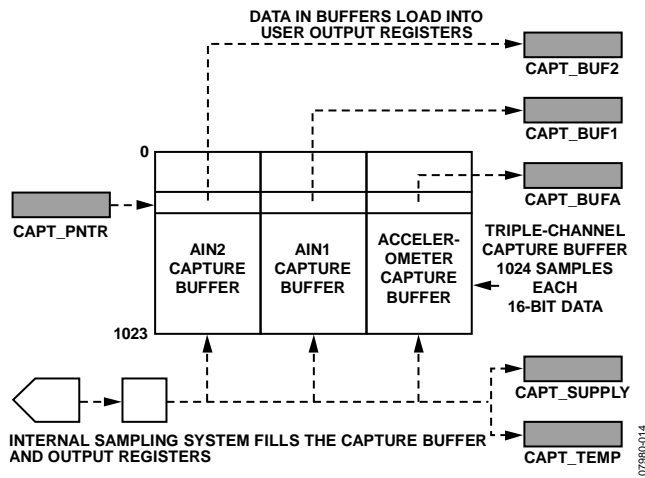 DATA IN BUFFERS LOAD INTO
USER OUTPUT REGISTERS
CAPT_BUF2
CAPT_BUF1
0
CAPT_BUFA
CAPT_PNTR
AIN2
CAPTURE
BUFFER
AIN1
CAPTURE
BUFFER
ACCELER-
OMETER
CAPTURE
BUFFER
TRIPLE-CHANNEL
CAPTURE BUFFER
1024 SAMPLES
EACH
16-BIT DATA
1023
CAPT_SUPPLY
INTERNAL SAMPLING SYSTEM FILLS THE CAPTURE BUFFER
AND OUTPUT REGISTERS
CAPT_TEMP
07980-014